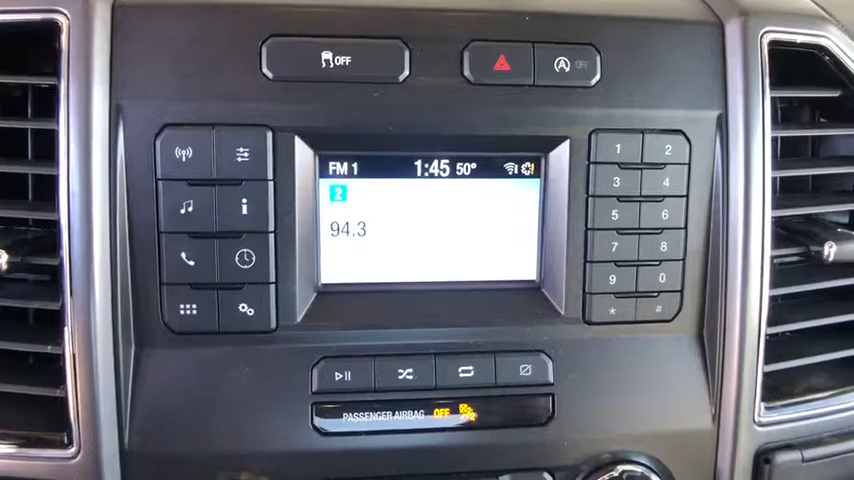 OFF
OFF
FM 1 1:45 50°
2
94.3
1 2
3 4
5 6
7 8
9 0
* #
PASSENGER AIRBAG OFF